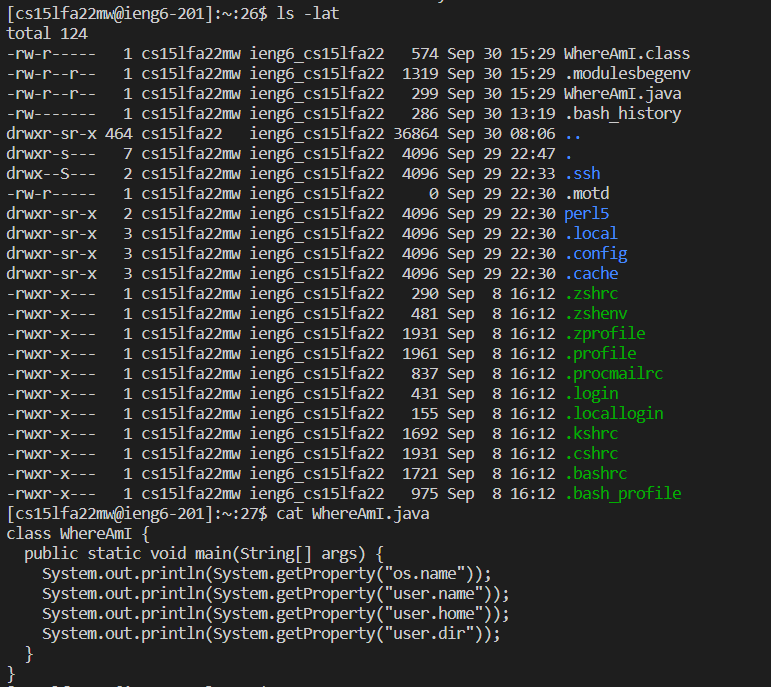 [cs15lfa22mw@ieng6-201]:~:26$ ls -lat
total 124
-rw-r-----   1 cs15lfa22mw ieng6_cs15lfa22   574 Sep 30 15:29 WhereAmI.class
-rw-r--r--   1 cs15lfa22mw ieng6_cs15lfa22  1319 Sep 30 15:29 .modulesbegenv
-rw-r--r--   1 cs15lfa22mw ieng6_cs15lfa22   299 Sep 30 15:29 WhereAmI.java
-rw-------   1 cs15lfa22mw ieng6_cs15lfa22   286 Sep 30 13:19 .bash_history
drwxr-sr-x 464 cs15lfa22   ieng6_cs15lfa22 36864 Sep 30 08:06 ..
drwxr-s---   7 cs15lfa22mw ieng6_cs15lfa22  4096 Sep 29 22:47 .
drwx--S---   2 cs15lfa22mw ieng6_cs15lfa22  4096 Sep 29 22:33 .ssh
-rw-r-----   1 cs15lfa22mw ieng6_cs15lfa22     0 Sep 29 22:30 .motd
drwxr-sr-x   2 cs15lfa22mw ieng6_cs15lfa22  4096 Sep 29 22:30 perl5
drwxr-sr-x   3 cs15lfa22mw ieng6_cs15lfa22  4096 Sep 29 22:30 .local
drwxr-sr-x   3 cs15lfa22mw ieng6_cs15lfa22  4096 Sep 29 22:30 .config
drwxr-sr-x   3 cs15lfa22mw ieng6_cs15lfa22  4096 Sep 29 22:30 .cache
-rwxr-x---   1 cs15lfa22mw ieng6_cs15lfa22   290 Sep  8 16:12 .zshrc
-rwxr-x---   1 cs15lfa22mw ieng6_cs15lfa22   481 Sep  8 16:12 .zshenv
-rwxr-x---   1 cs15lfa22mw ieng6_cs15lfa22  1931 Sep  8 16:12 .zprofile
-rwxr-x---   1 cs15lfa22mw ieng6_cs15lfa22  1961 Sep  8 16:12 .profile
-rwxr-x---   1 cs15lfa22mw ieng6_cs15lfa22   837 Sep  8 16:12 .procmailrc
-rwxr-x---   1 cs15lfa22mw ieng6_cs15lfa22   431 Sep  8 16:12 .login
-rwxr-x---   1 cs15lfa22mw ieng6_cs15lfa22   155 Sep  8 16:12 .locallogin
-rwxr-x---   1 cs15lfa22mw ieng6_cs15lfa22  1692 Sep  8 16:12 .kshrc
-rwxr-x---   1 cs15lfa22mw ieng6_cs15lfa22  1931 Sep  8 16:12 .cshrc
-rwxr-x---   1 cs15lfa22mw ieng6_cs15lfa22  1721 Sep  8 16:12 .bashrc
-rwxr-x---   1 cs15lfa22mw ieng6_cs15lfa22   975 Sep  8 16:12 .bash_profile
[cs15lfa22mw@ieng6-201]:~:27$ cat WhereAmI.java
class WhereAmI {
  public static void main(String[] args) {
    System.out.println(System.getProperty("os.name"));
    System.out.println(System.getProperty("user.name"));
    System.out.println(System.getProperty("user.home"));
    System.out.println(System.getProperty("user.dir"));
  }
}